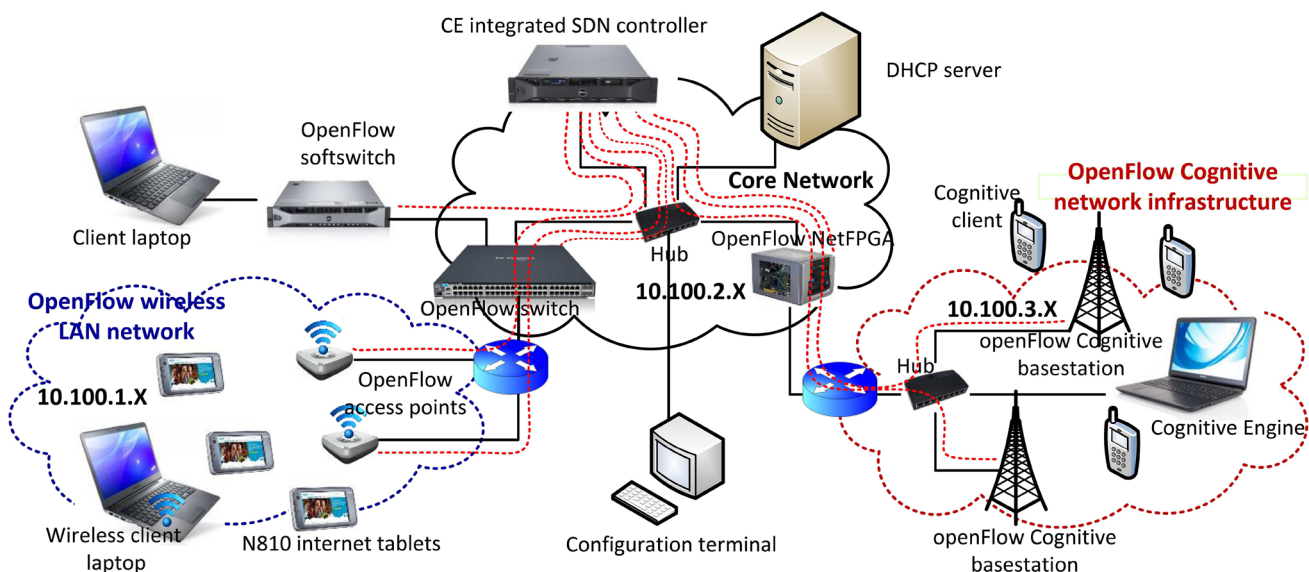 CE integrated SDN controller
DHCP server
OpenFlow
softswitch
Client laptop
Core Network
Cognitive
client
OpenFlow Cognitive
network infrastructure
Hub
OpenFlow NetFPGA
10.100.2.X
OpenFlow switch
OpenFlow wireless
LAN network
10.100.1.X
OpenFlow
access points
10.100.3.X
openFlow Cognitive
basestation
Hub
Cognitive Engine
Wireless client
laptop
N810 internet tablets
Configuration terminal
openFlow Cognitive
basestation